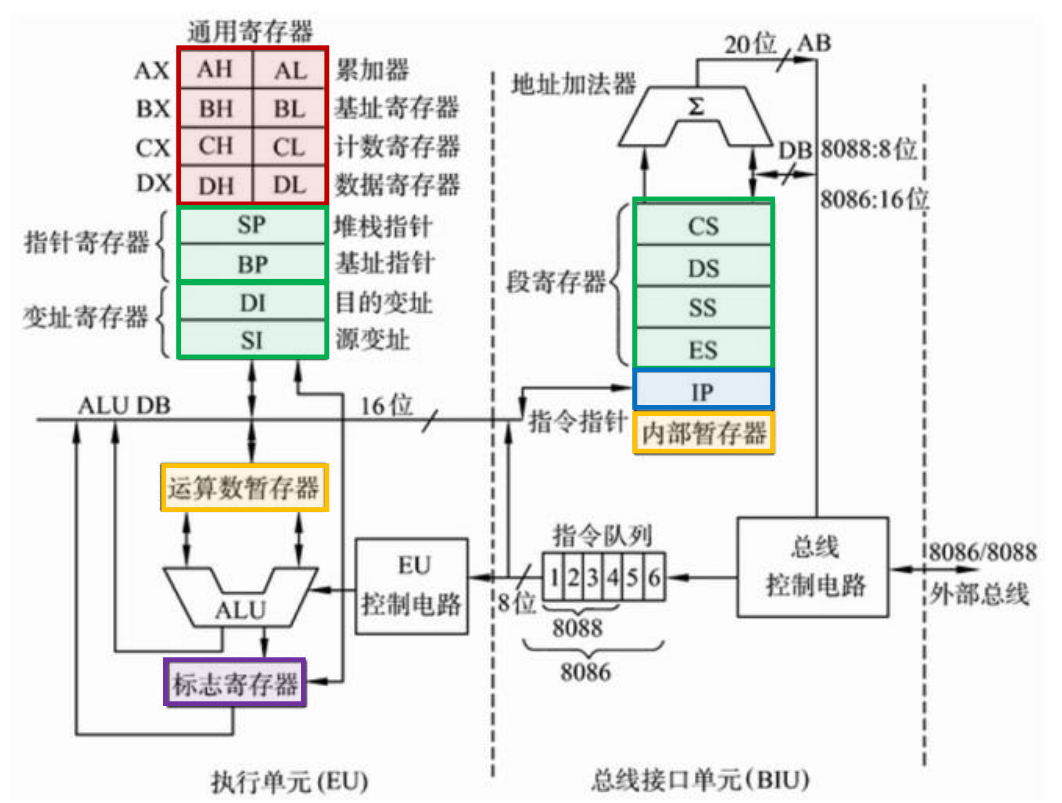 通用寄存器
AX AH AL 累加器
BX BH BL 基址寄存器
CX CH CL 计数寄存器
DX DH DL 数据寄存器
指针寄存器
SP 堆栈指针
BP 基址指针
变址寄存器
DI 目的变址
SI 源变址
ALU DB
16位
运算数暂存器
ALU
标志寄存器
EU
控制电路
执行单元(EU)
20位 AB
地址加法器
Σ
DB
8088:8位
8086:16位
段寄存器
CS
DS
SS
ES
指令指针
IP
内部暂存器
指令队列
1 2 3 4 5 6
8位
8088
8086
总线
控制电路
8086/8088
外部总线
总线接口单元(BIU)